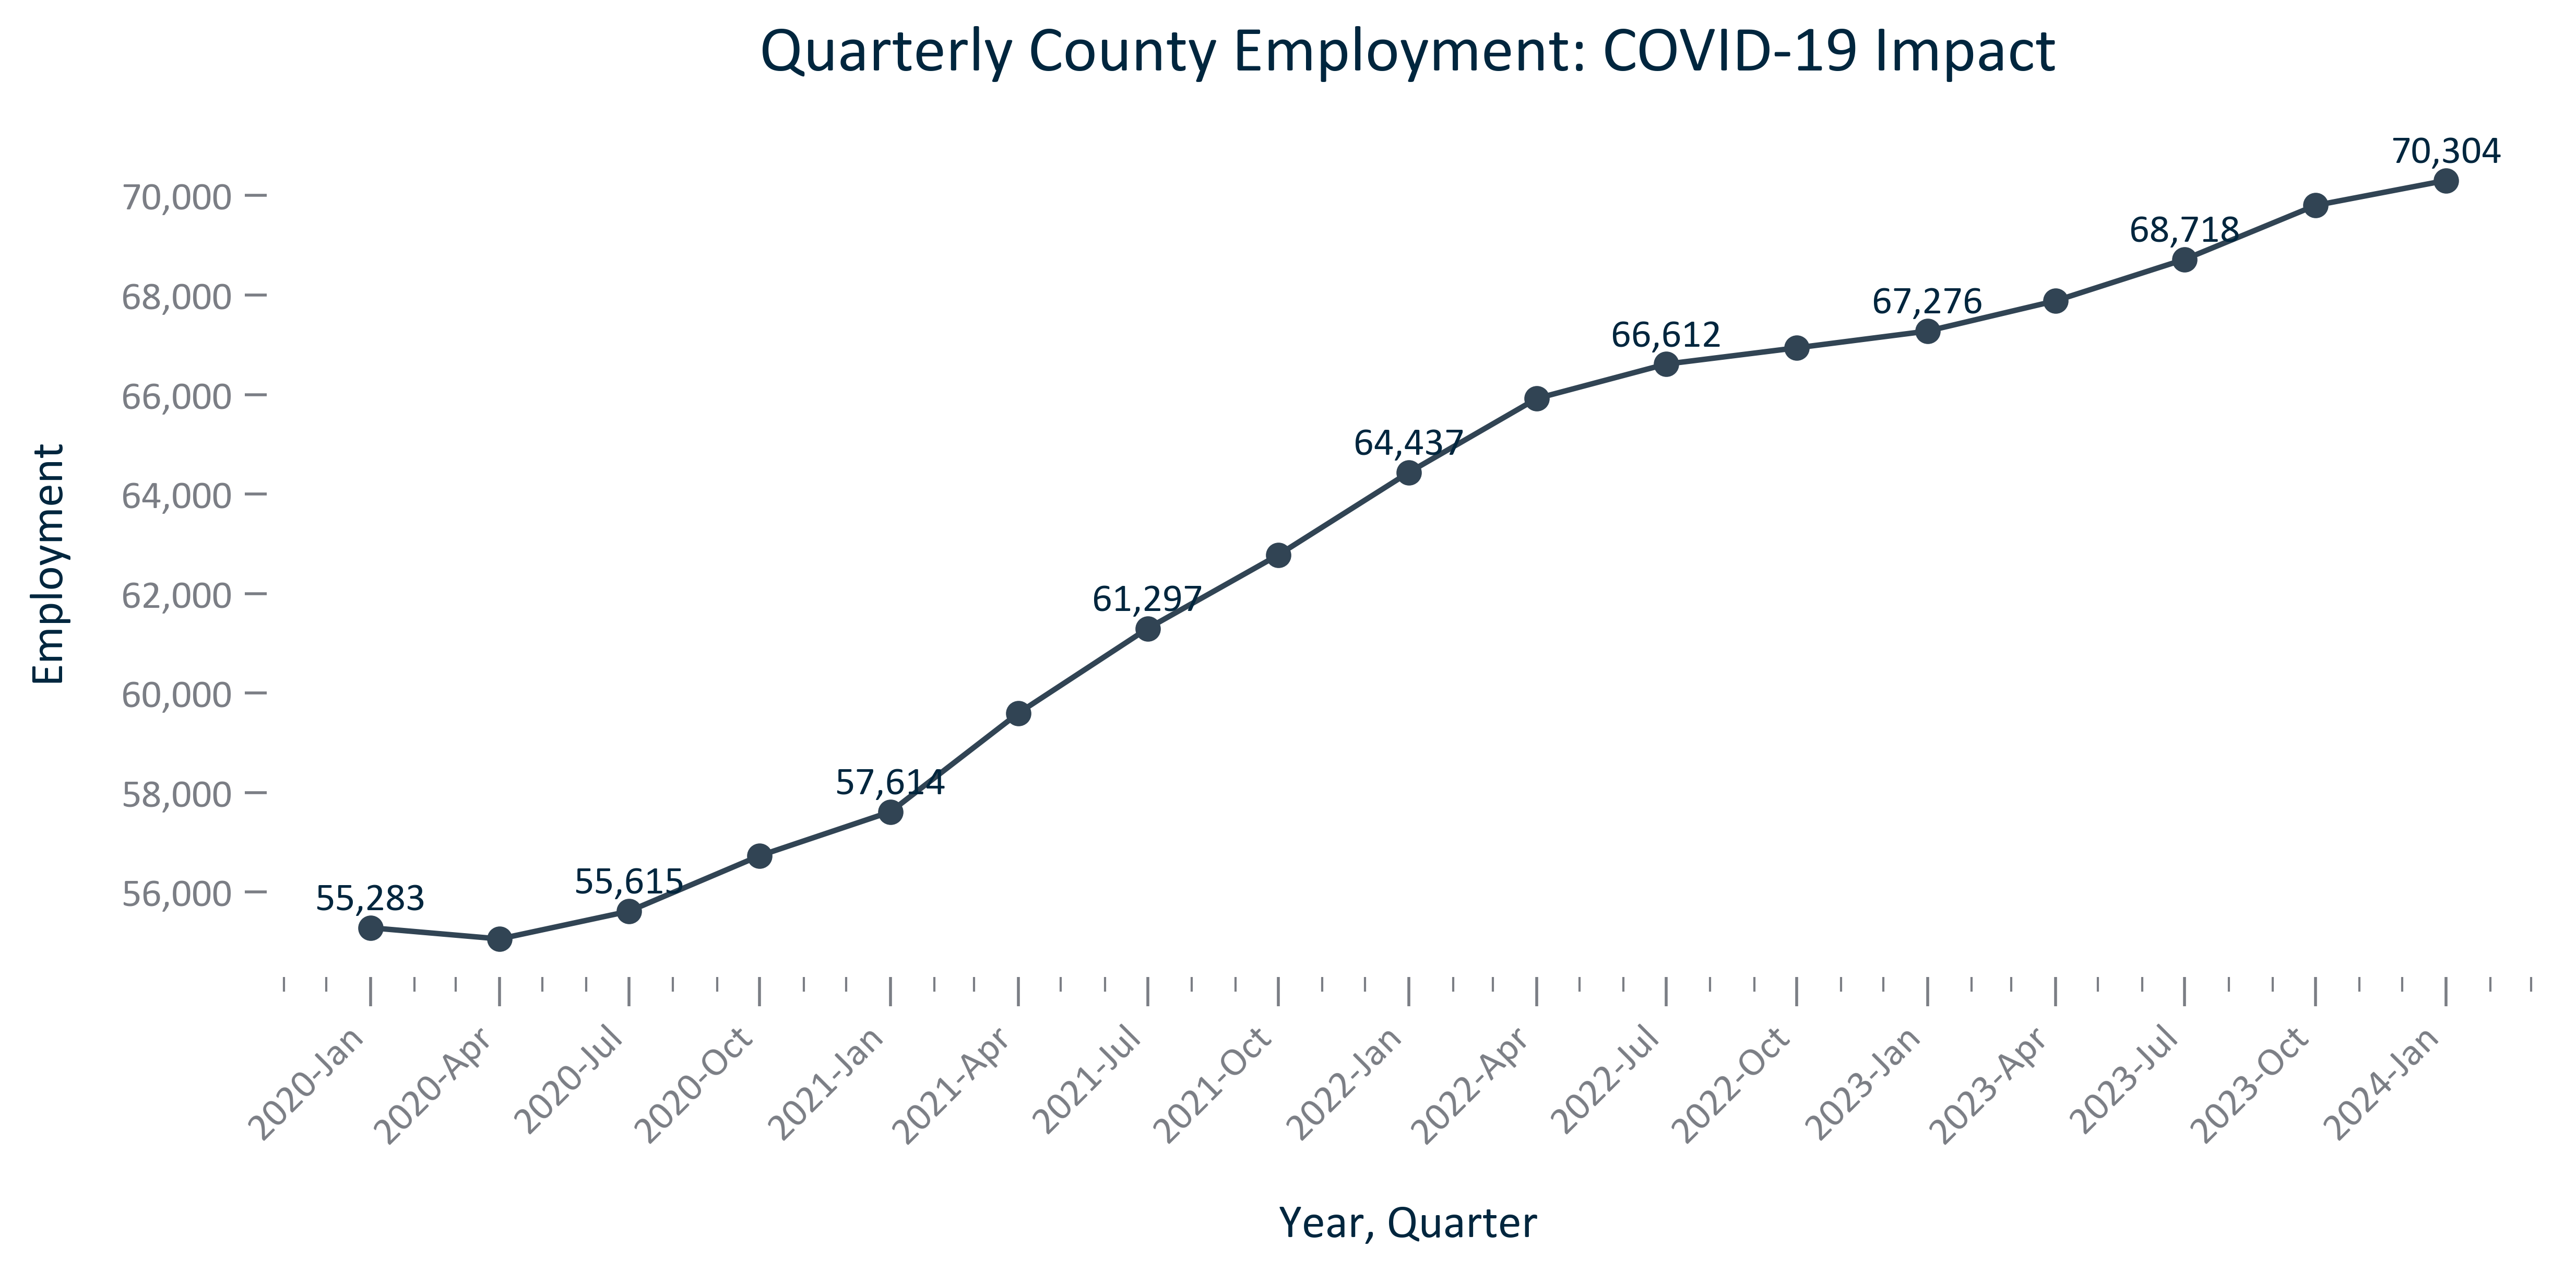 Quarterly County Employment: COVID-19 Impact
70,304
70,000
68,718
68,000
67,276
66,612
66,000
64,437
64,000
62,000
61,297
60,000
58,000
57,614
56,000
55,615
55,283
Employment
2020-Jan
2020-Apr
2020-Jul
2020-Oct
2021-Jan
2021-Apr
2021-Jul
2021-Oct
2022-Jan
2022-Apr
2022-Jul
2022-Oct
2023-Jan
2023-Apr
2023-Jul
2023-Oct
2024-Jan
Year, Quarter